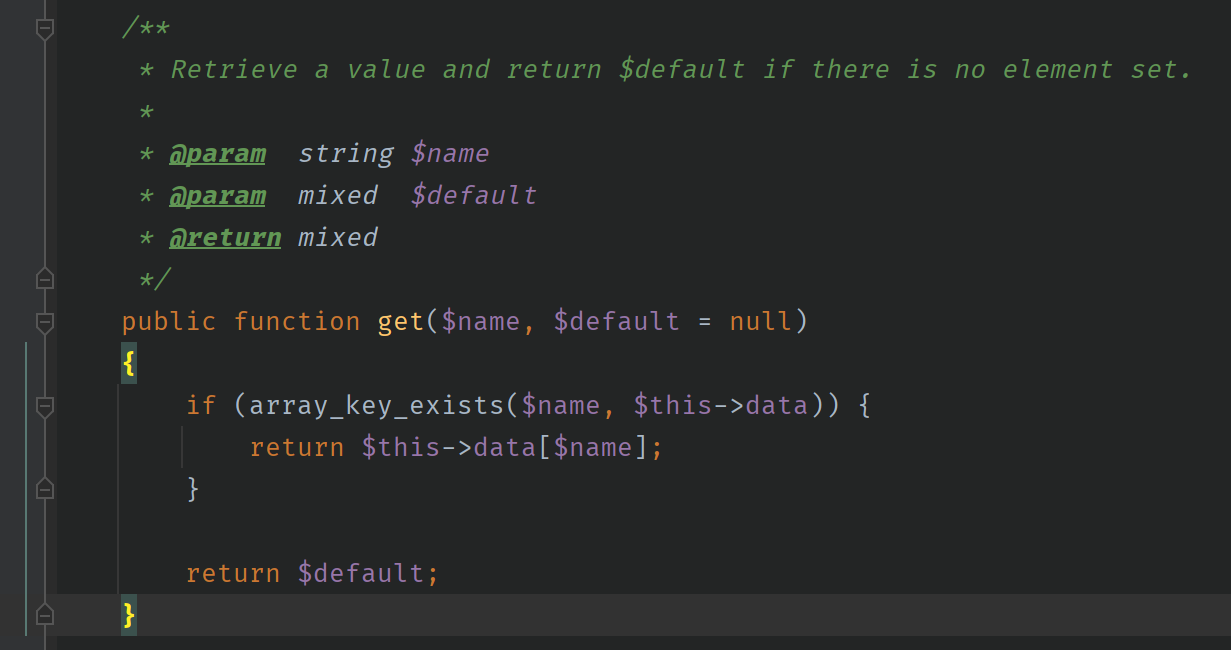 /**
 * Retrieve a value and return $default if there is no element set.
 *
 * @param  string $name
 * @param  mixed  $default
 * @return mixed
 */
public function get($name, $default = null)
{
    if (array_key_exists($name, $this->data)) {
        return $this->data[$name];
    }

    return $default;
}